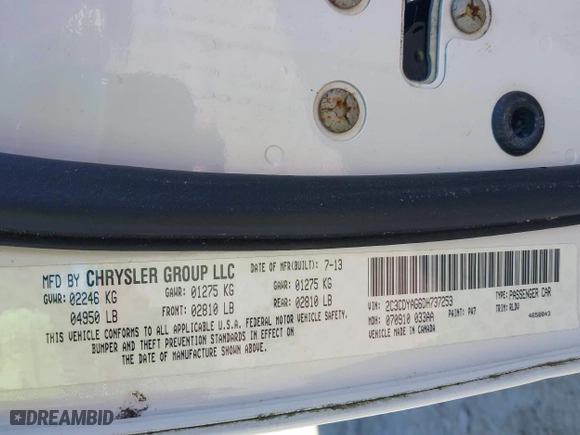 MFD BY CHRYSLER GROUP LLC DATE OF MFR(BUILT): 7-13
GVWR: 02246 KG GAWR: 01275 KG GAWR: 01275 KG
04950 LB FRONT: 02810 LB REAR: 02810 LB
THIS VEHICLE CONFORMS TO ALL APPLICABLE U.S.A. FEDERAL MOTOR VEHICLE SAFETY,
BUMPER AND THEFT PREVENTION STANDARDS IN EFFECT ON
THE DATE OF MANUFACTURE SHOWN ABOVE.
VIN: 2C3CDYAG6DH737253 TYPE: PASSENGER CAR
MDH: 070910 033AA PAINT: PW7 TRIM: RLDV
VEHICLE MADE IN CANADA 4650043
DREAMBID